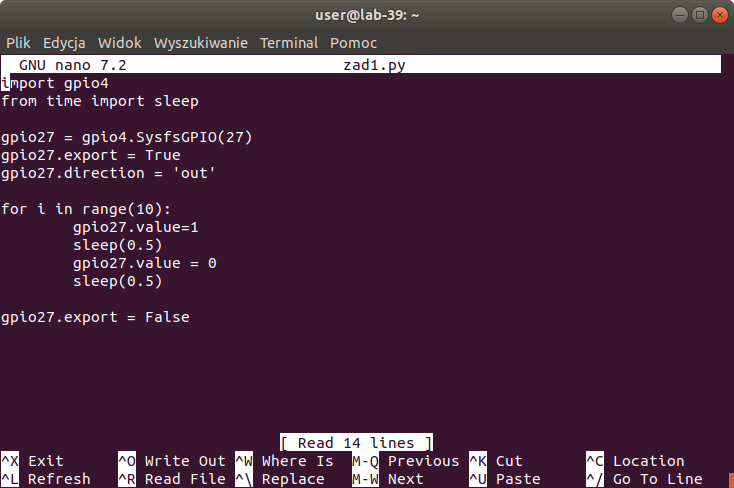 user@lab-39: ~
Plik Edycja Widok Wyszukiwanie Terminal Pomoc
GNU nano 7.2 zad1.py
import gpio4
from time import import sleep

gpio27 = gpio4.SysfsGPIO(27)
gpio27.export = True
gpio27.direction = 'out'

for i in range(10):
        gpio27.value=1
        sleep(0.5)
        gpio27.value = 0
        sleep(0.5)

gpio27.export = False
[ Read 14 lines ]
^X Exit ^O Write Out ^W Where Is M-Q Previous ^K Cut ^C Location
^L Refresh ^R Read File ^\ Replace M-W Next ^U Paste ^/ Go To Line